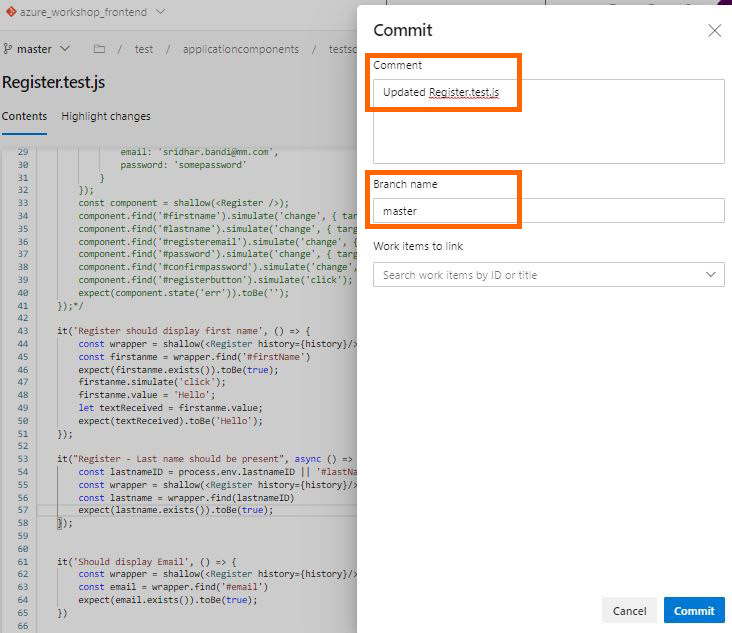 azure_workshop_frontend
master / test / applicationcomponents / testsc
Register.test.js
Contents Highlight changes
29 email: 'sridhar.bandi@mm.com',
30 password: 'somepassword'
31 }
32 });
33 const component = shallow(<Register />);
34 component.find('#firstname').simulate('change', { targ
35 component.find('#lastname').simulate('change', { targe
36 component.find('#registeremail').simulate('change', {
37 component.find('#password').simulate('change', { targe
38 component.find('#confirmpassword').simulate('change',
39 component.find('#registerbutton').simulate('click');
40 expect(component.state('err')).toBe('');
41 });*/
42
43 it('Register should display first name', () => {
44 const wrapper = shallow(<Register history={history}/>
45 const firstanme = wrapper.find('#firstName')
46 expect(firstanme.exists()).toBe(true);
47 firstanme.simulate('click');
48 firstanme.value = 'Hello';
49 let textReceived = firstanme.value;
50 expect(textReceived).toBe('Hello');
51 });
52
53 it("Register - Last name should be present", async () =>
54 const lastnameID = process.env.lastnameID || '#lastNa
55 const wrapper = shallow(<Register history={history}/>
56 const lastname = wrapper.find(lastnameID)
57 expect(lastname.exists()).toBe(true);
58 });
59
60
61 it('Should display Email', () => {
62 const wrapper = shallow(<Register history={history}/>
63 const email = wrapper.find('#email')
64 expect(email.exists()).toBe(true);
65 })
66
Commit
Comment
Updated Register.test.js
Branch name
master
Work items to link
Search work items by ID or title
Cancel Commit